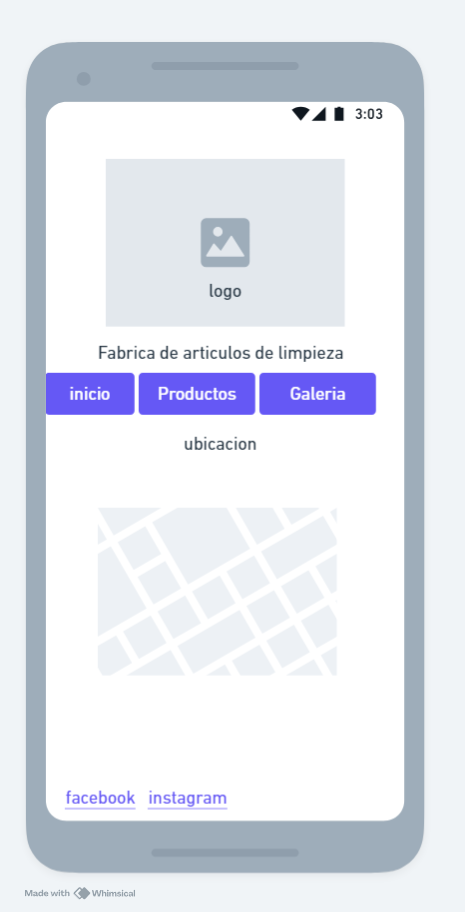 3:03
logo
Fabrica de articulos de limpieza
inicio Productos Galeria
ubicacion
facebook instagram
Made with Whimsical